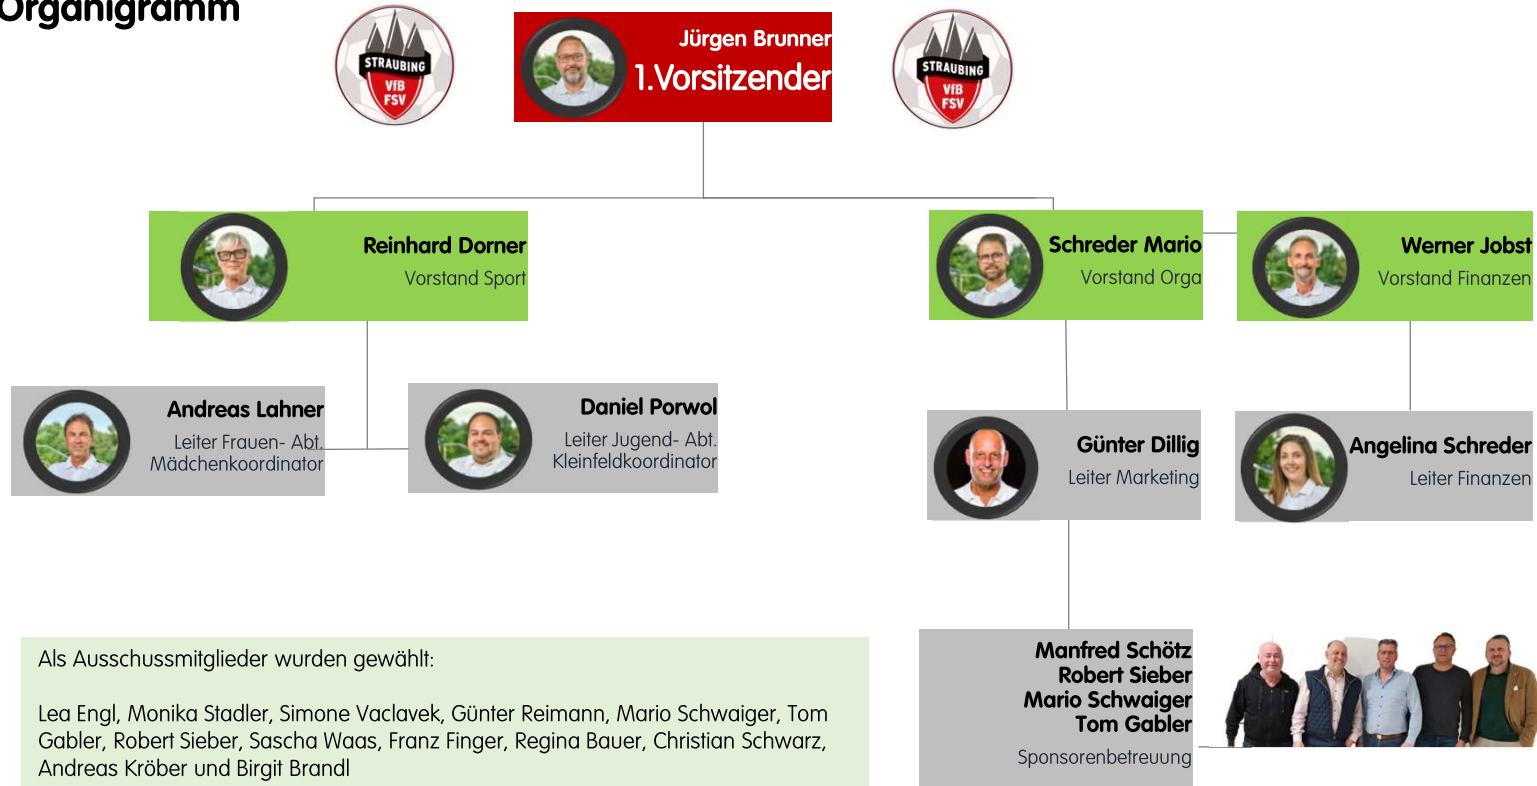 Organigramm
STRAUBING
VfB
FSV
Jürgen Brunner
1.Vorsitzender
STRAUBING
VfB
FSV
Reinhard Dorner
Vorstand Sport
Schreder Mario
Vorstand Orga
Werner Jobst
Vorstand Finanzen
Andreas Lahner
Leiter Frauen- Abt.
Mädchenkoordinator
Daniel Porwol
Leiter Jugend- Abt.
Kleinfeldkoordinator
Günter Dillig
Leiter Marketing
Angelina Schreder
Leiter Finanzen
Als Ausschussmitglieder wurden gewählt:
Lea Engl, Monika Stadler, Simone Vaclavek, Günter Reimann, Mario Schwaiger, Tom
Gabler, Robert Sieber, Sascha Waas, Franz Finger, Regina Bauer, Christian Schwarz,
Andreas Kröber und Birgit Brandl
Manfred Schötz
Robert Sieber
Mario Schwaiger
Tom Gabler
Sponsorenbetreuung